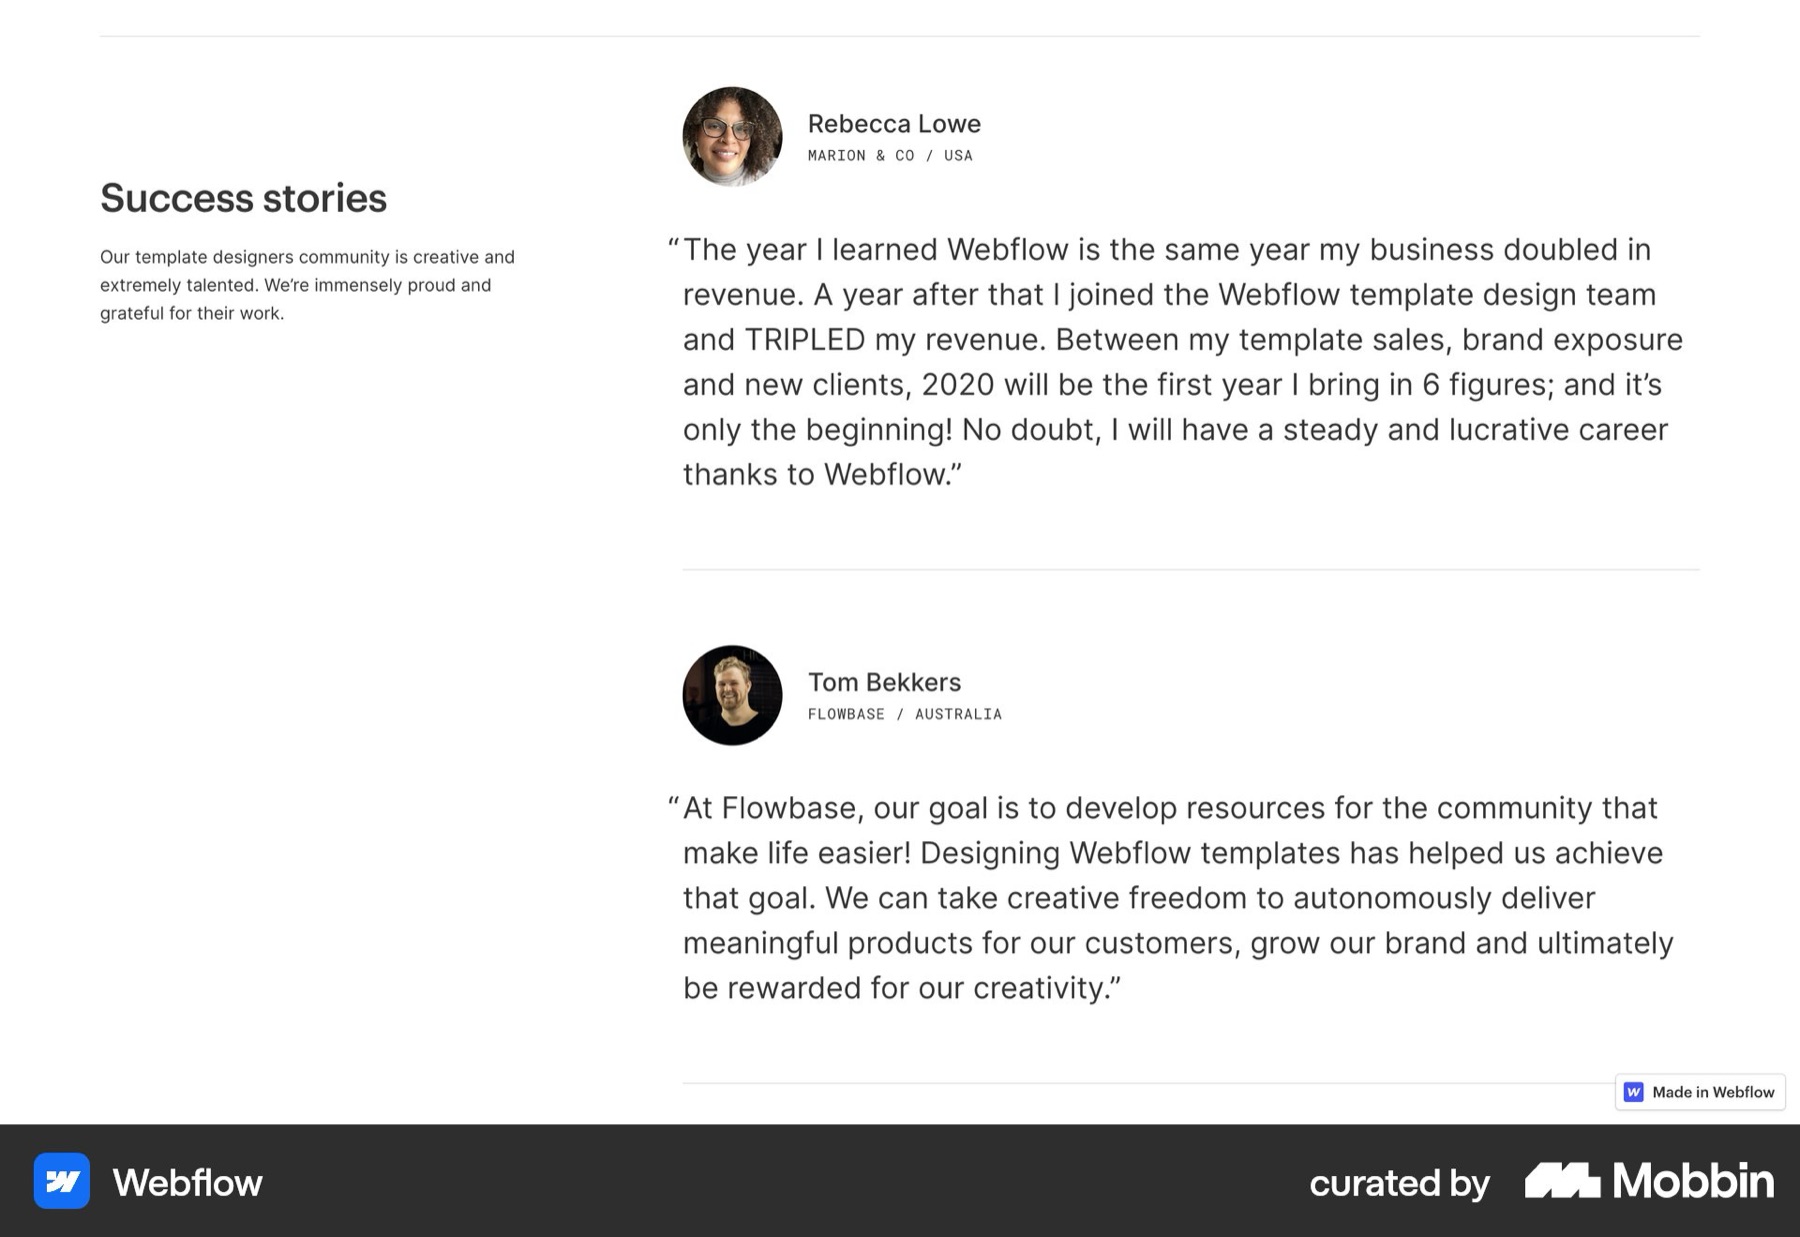 Success stories
Our template designers community is creative and
extremely talented. We’re immensely proud and
grateful for their work.
Rebecca Lowe
MARION & CO / USA
“The year I learned Webflow is the same year my business doubled in
revenue. A year after that I joined the Webflow template design team
and TRIPLED my revenue. Between my template sales, brand exposure
and new clients, 2020 will be the first year I bring in 6 figures; and it’s
only the beginning! No doubt, I will have a steady and lucrative career
thanks to Webflow.”
Tom Bekkers
FLOWBASE / AUSTRALIA
“At Flowbase, our goal is to develop resources for the community that
make life easier! Designing Webflow templates has helped us achieve
that goal. We can take creative freedom to autonomously deliver
meaningful products for our customers, grow our brand and ultimately
be rewarded for our creativity.”
Made in Webflow
Webflow
curated by Mobbin